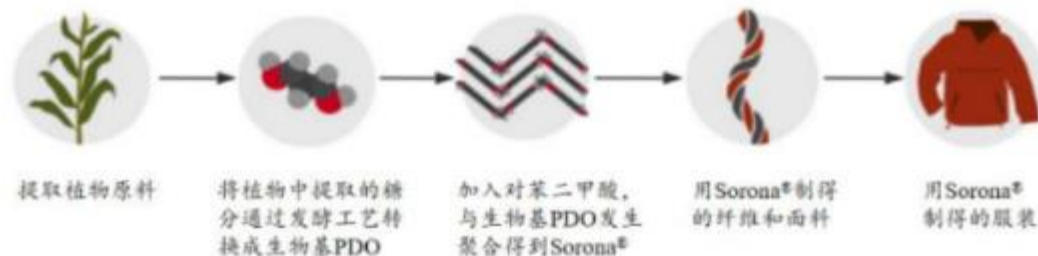 提取植物原料
将植物中提取的糖
分通过发酵工艺转
换成生物基PDO
加入对苯二甲酸，
与生物基PDO发生
聚合得到Sorona®
用Sorona®制得
的纤维和面料
用Sorona®
制得的服装